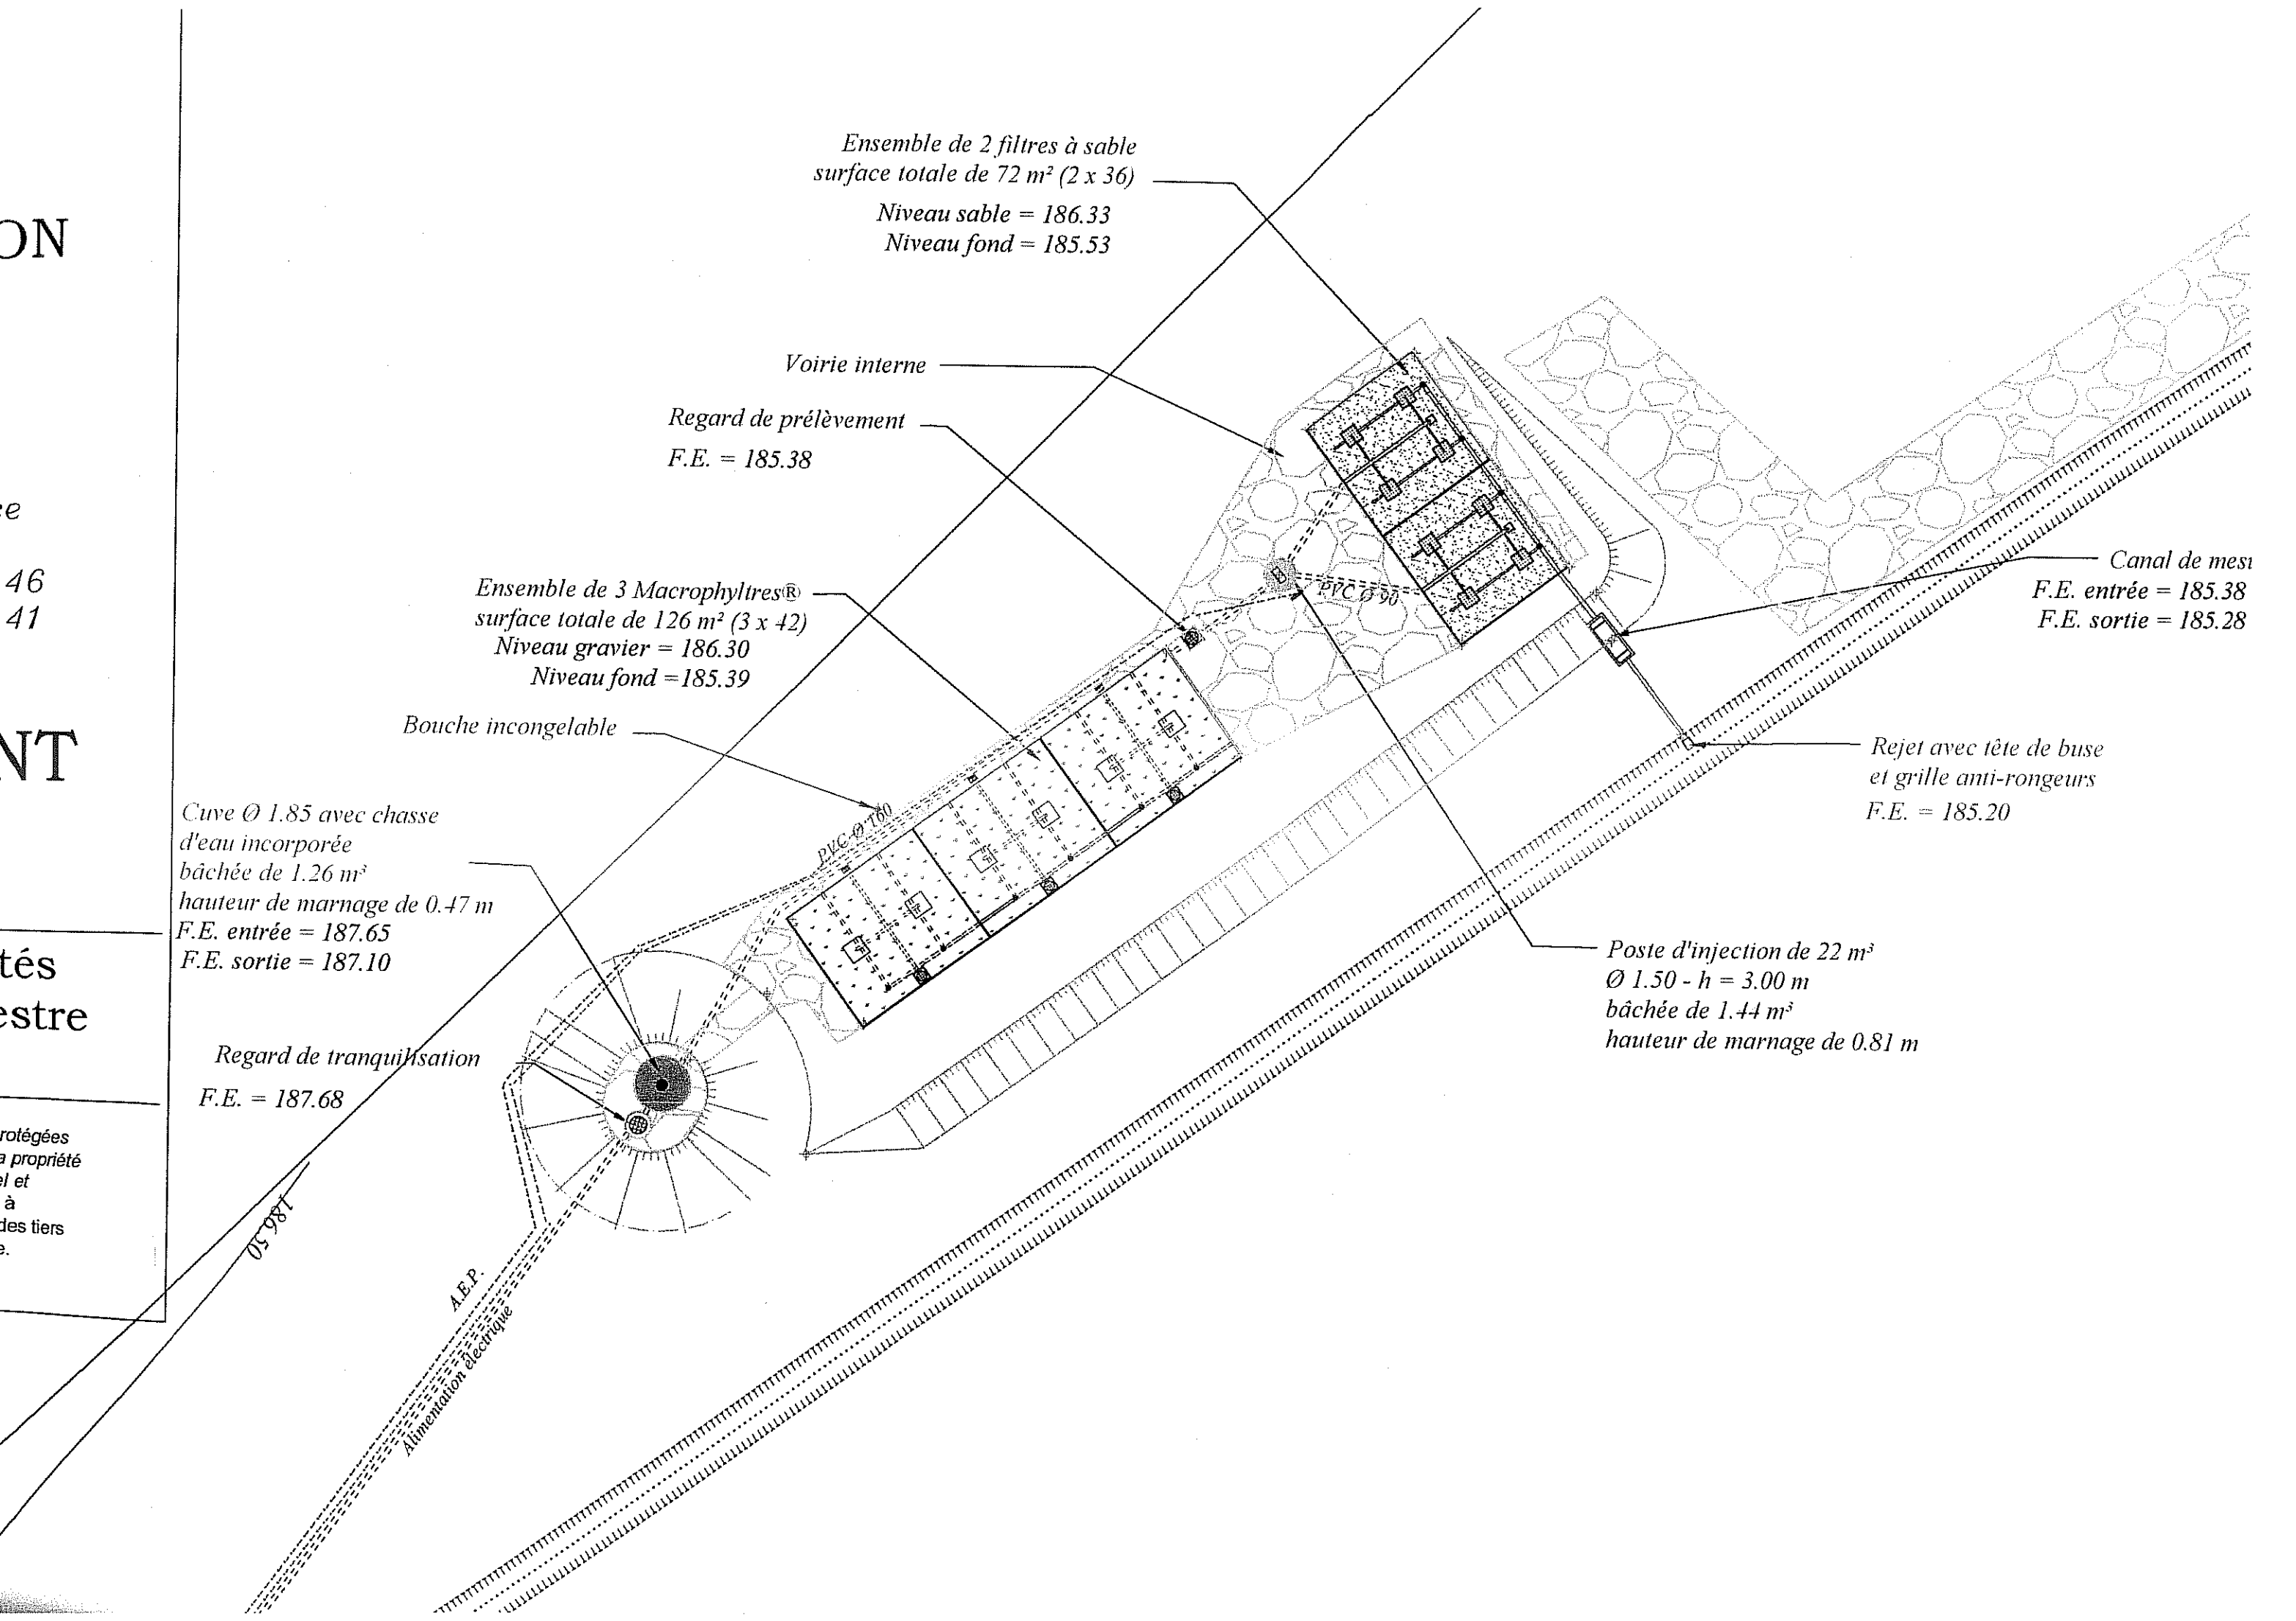 ON
ce
46
41
NT
tés
estre
rotégées
a propriété
el et
à
des tiers
e.
Ensemble de 2 filtres à sable
surface totale de 72 m² (2 x 36)
Niveau sable = 186.33
Niveau fond = 185.53
Voirie interne
Regard de prélèvement
F.E. = 185.38
Ensemble de 3 Macrophyltres®
surface totale de 126 m² (3 x 42)
Niveau gravier = 186.30
Niveau fond =185.39
Bouche incongelable
Cuve Ø 1.85 avec chasse
d'eau incorporée
bâchée de 1.26 m³
hauteur de marnage de 0.47 m
F.E. entrée = 187.65
F.E. sortie = 187.10
Regard de tranquilisation
F.E. = 187.68
186.50
A.E.P.
Alimentation électrique
PVC Ø 160
PVC Ø 90
Canal de mesu
F.E. entrée = 185.38
F.E. sortie = 185.28
Rejet avec tête de buse
et grille anti-rongeurs
F.E. = 185.20
Poste d'injection de 22 m³
Ø 1.50 - h = 3.00 m
bâchée de 1.44 m³
hauteur de marnage de 0.81 m